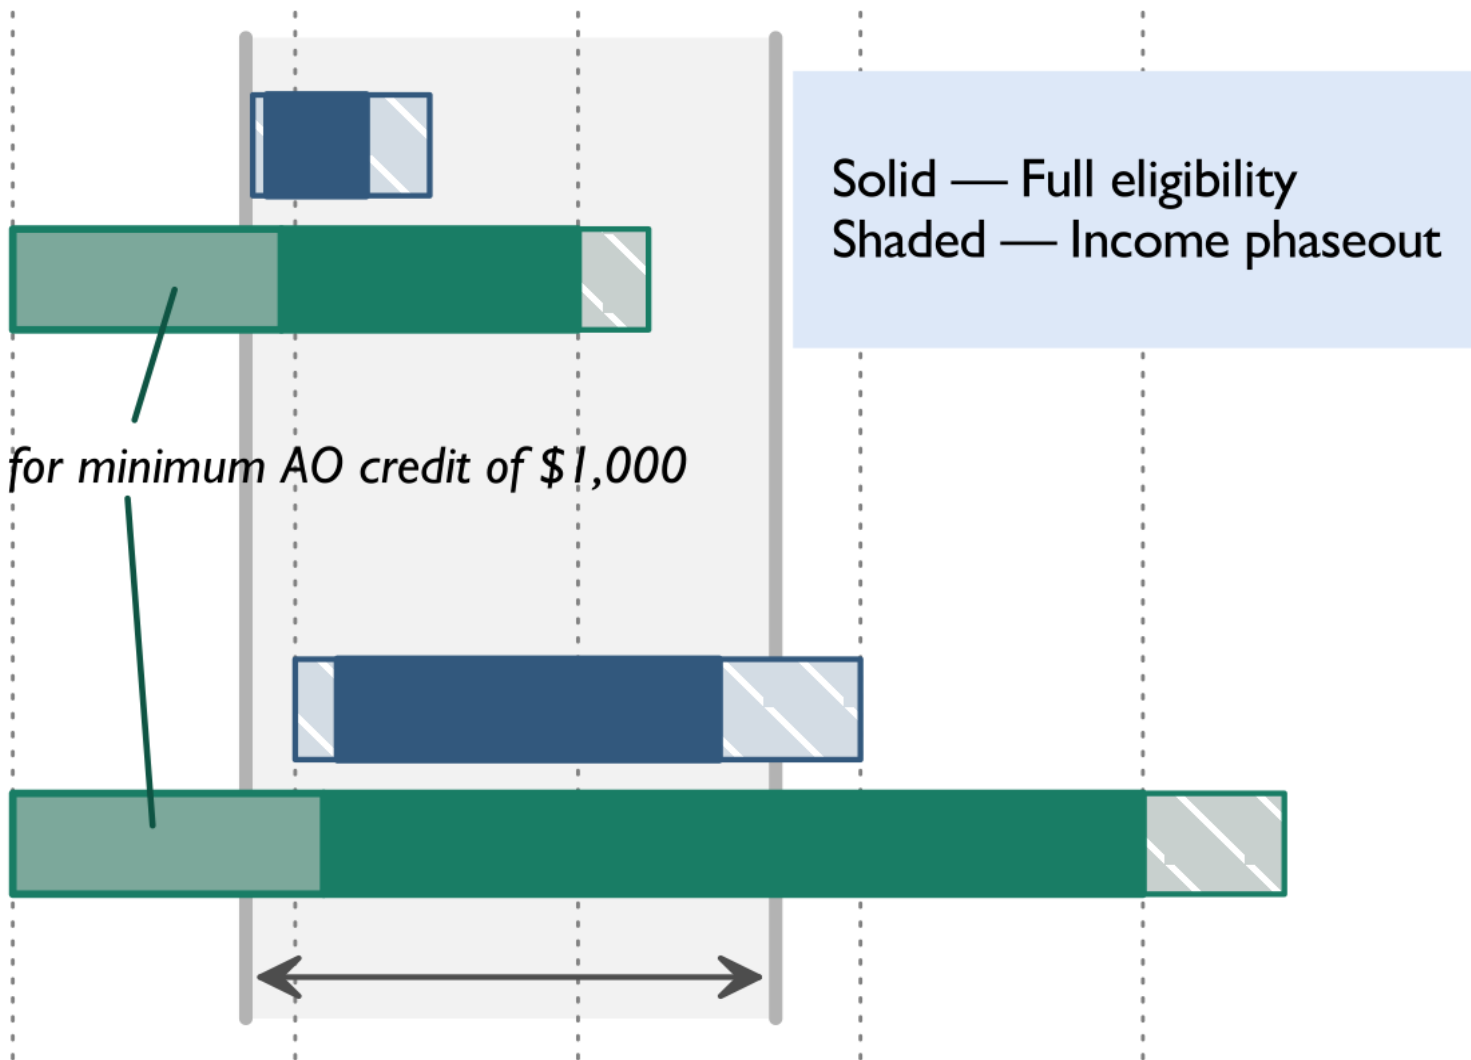 Solid — Full eligibility
Shaded — Income phaseout
for minimum AO credit of $1,000